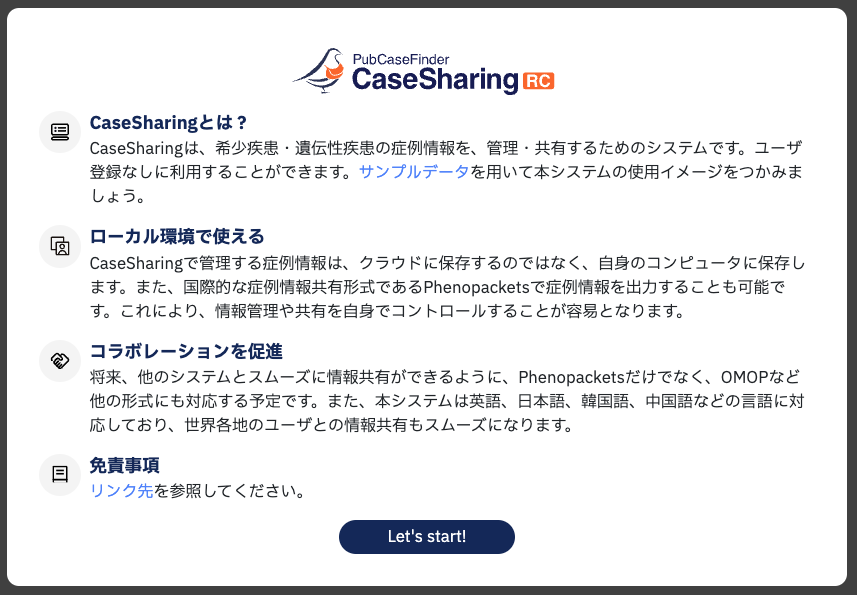 PubCaseFinder
CaseSharing RC
CaseSharingとは？
CaseSharingは、希少疾患・遺伝性疾患の症例情報を、管理・共有するためのシステムです。ユーザ
登録なしに利用することができます。サンプルデータを用いて本システムの使用イメージをつかみま
しょう。
ローカル環境で使える
CaseSharingで管理する症例情報は、クラウドに保存するのではなく、自身のコンピュータに保存し
ます。また、国際的な症例情報共有形式であるPhenopacketsで症例情報を出力することも可能で
す。これにより、情報管理や共有を自身でコントロールすることが容易となります。
コラボレーションを促進
将来、他のシステムとスムーズに情報共有ができるように、Phenopacketsだけでなく、OMOPなど
他の形式にも対応する予定です。また、本システムは英語、日本語、韓国語、中国語などの言語に対
応しており、世界各地のユーザとの情報共有もスムーズになります。
免責事項
リンク先を参照してください。
Let's start!